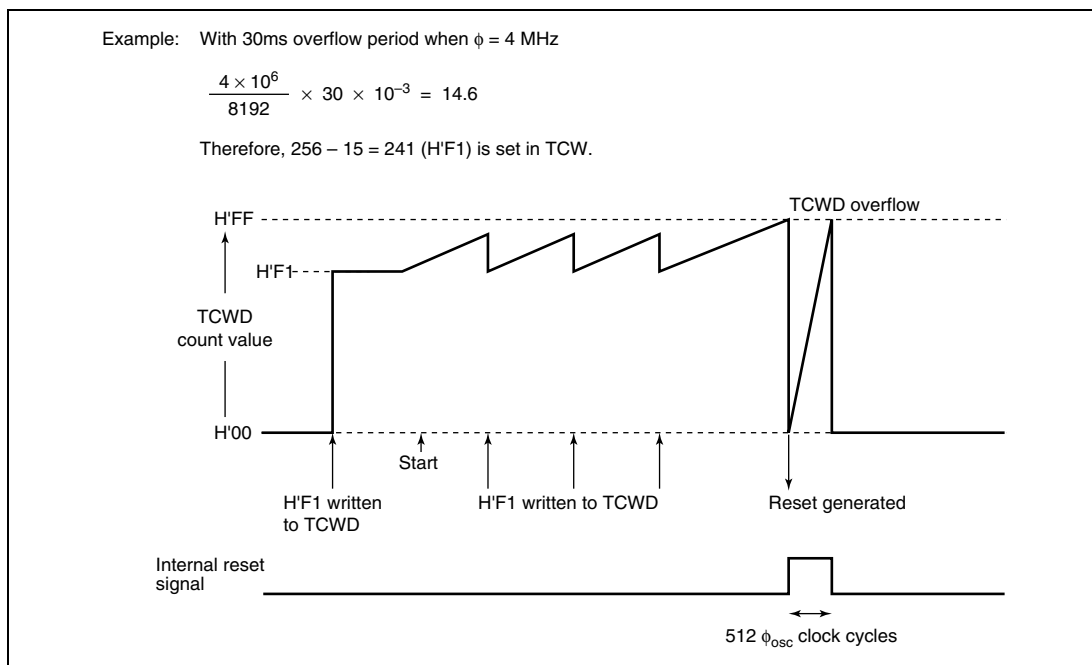 Example: With 30ms overflow period when ϕ = 4 MHz
4 × 10⁶
8192
× 30 × 10⁻³ = 14.6
Therefore, 256 – 15 = 241 (H'F1) is set in TCW.
TCWD overflow
H'FF
H'F1
TCWD
count value
H'00
Start
H'F1 written
to TCWD
H'F1 written to TCWD
Reset generated
Internal reset
signal
512 ϕosc clock cycles